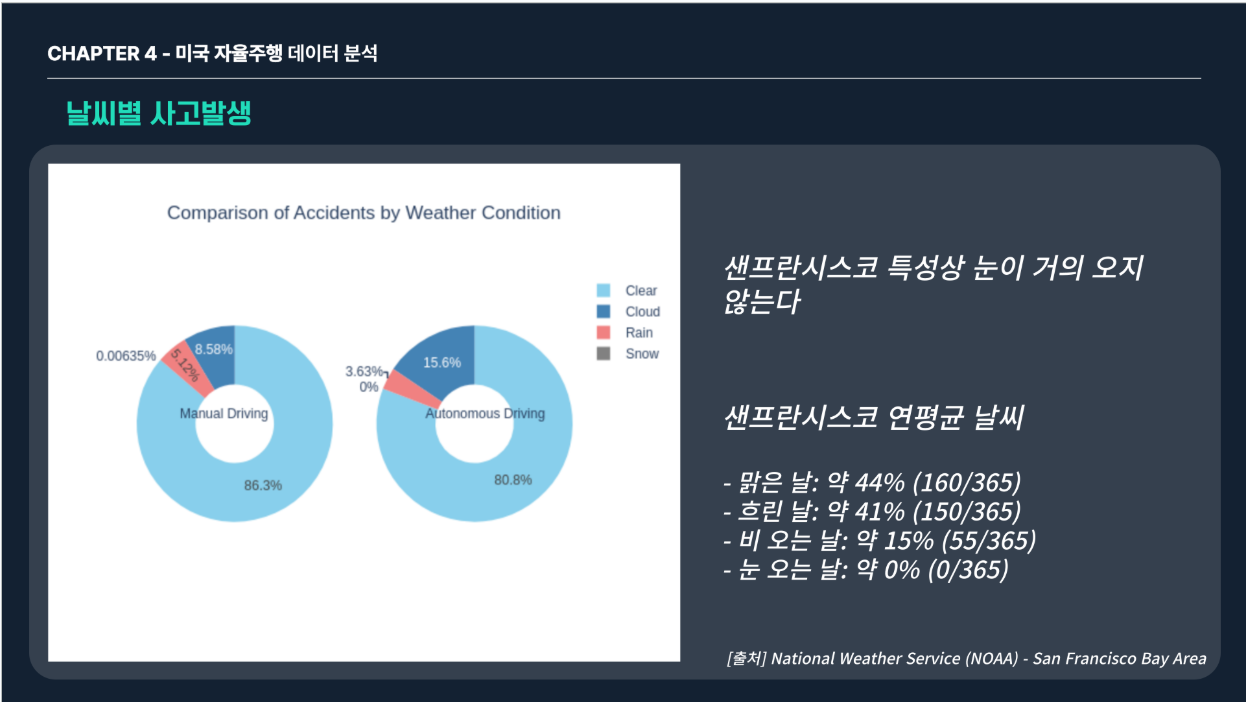 CHAPTER 4 - 미국 자율주행 데이터 분석
날씨별 사고발생
Comparison of Accidents by Weather Condition
Clear
Cloud
Rain
Snow
0.00635%
5.12%
8.58%
Manual Driving
86.3%
3.63%
0%
15.6%
Autonomous Driving
80.8%
샌프란시스코 특성상 눈이 거의 오지
않는다
샌프란시스코 연평균 날씨
- 맑은 날: 약 44% (160/365)
- 흐린 날: 약 41% (150/365)
- 비 오는 날: 약 15% (55/365)
- 눈 오는 날: 약 0% (0/365)
[출처] National Weather Service (NOAA) - San Francisco Bay Area